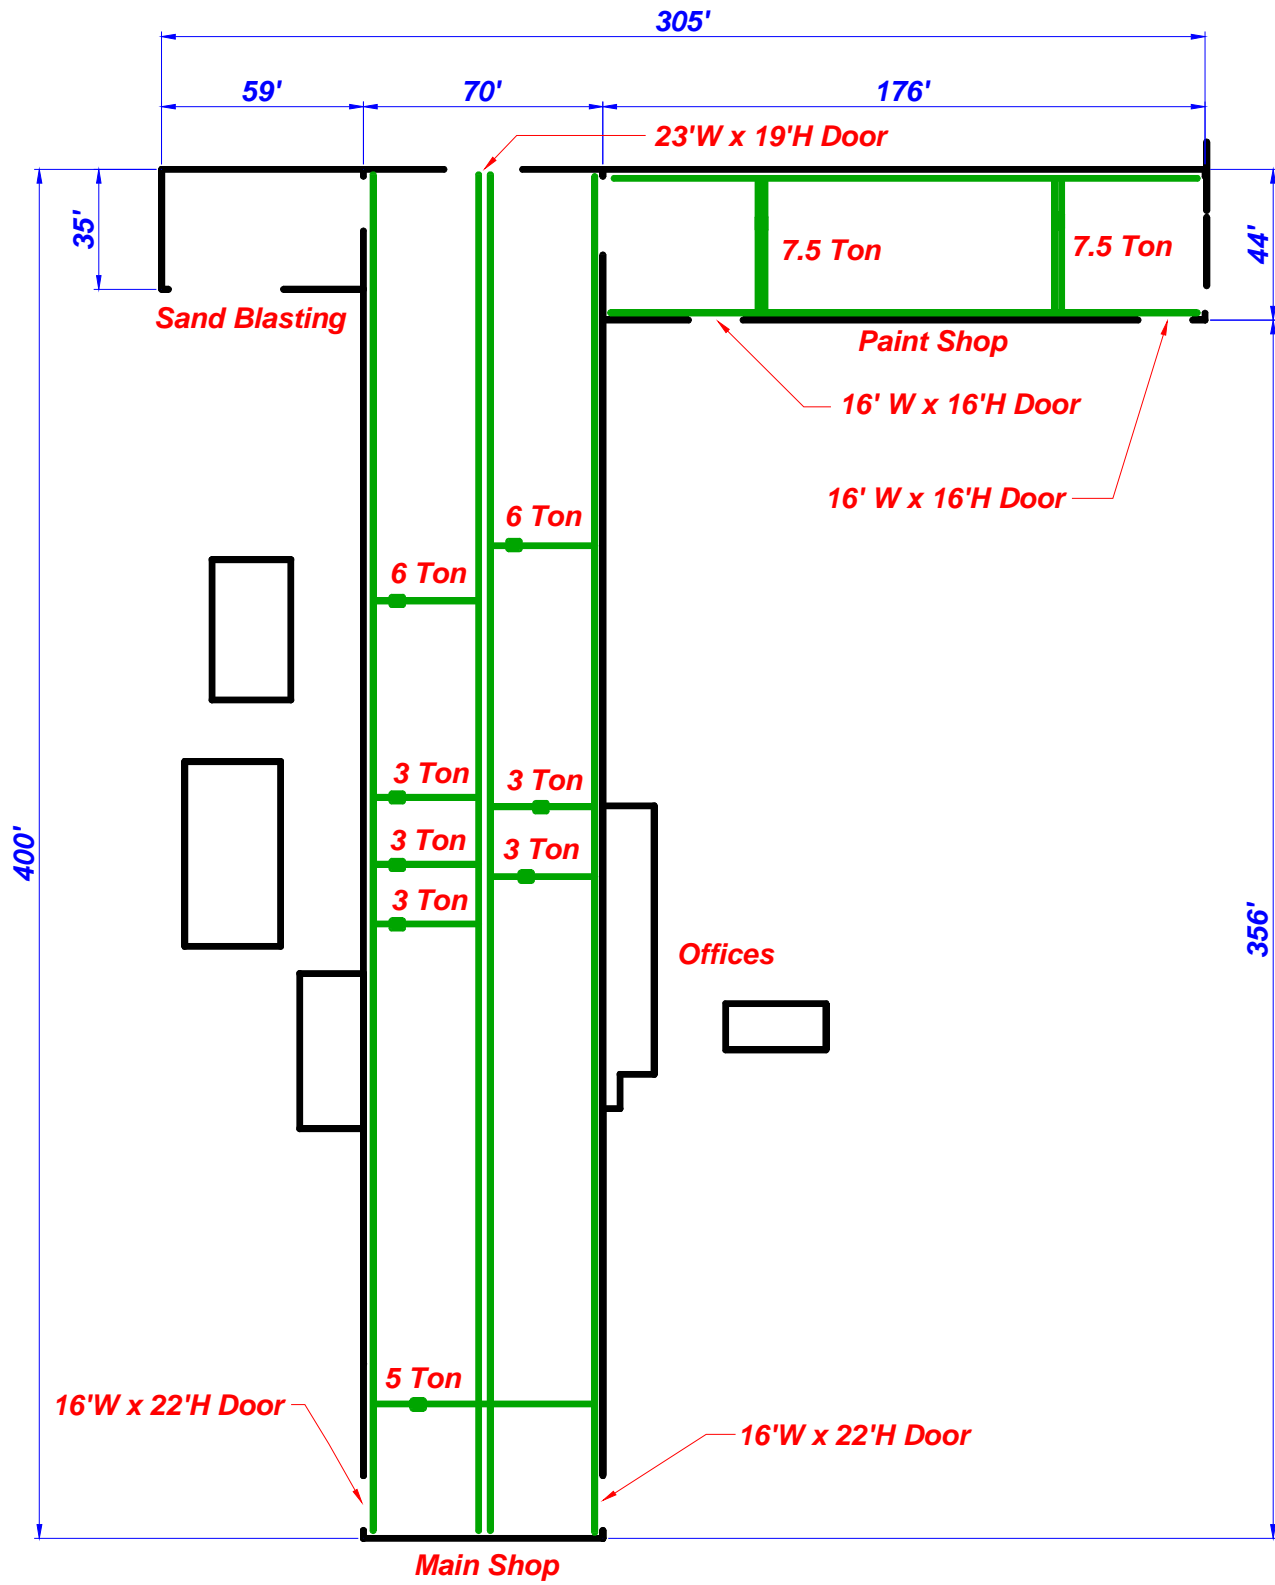 305'
59'
70'
176'
23'W x 19'H Door
35'
44'
7.5 Ton
7.5 Ton
Sand Blasting
Paint Shop
16' W x 16'H Door
16' W x 16'H Door
6 Ton
6 Ton
3 Ton
3 Ton
3 Ton
3 Ton
3 Ton
400'
356'
Offices
5 Ton
16'W x 22'H Door
16'W x 22'H Door
Main Shop